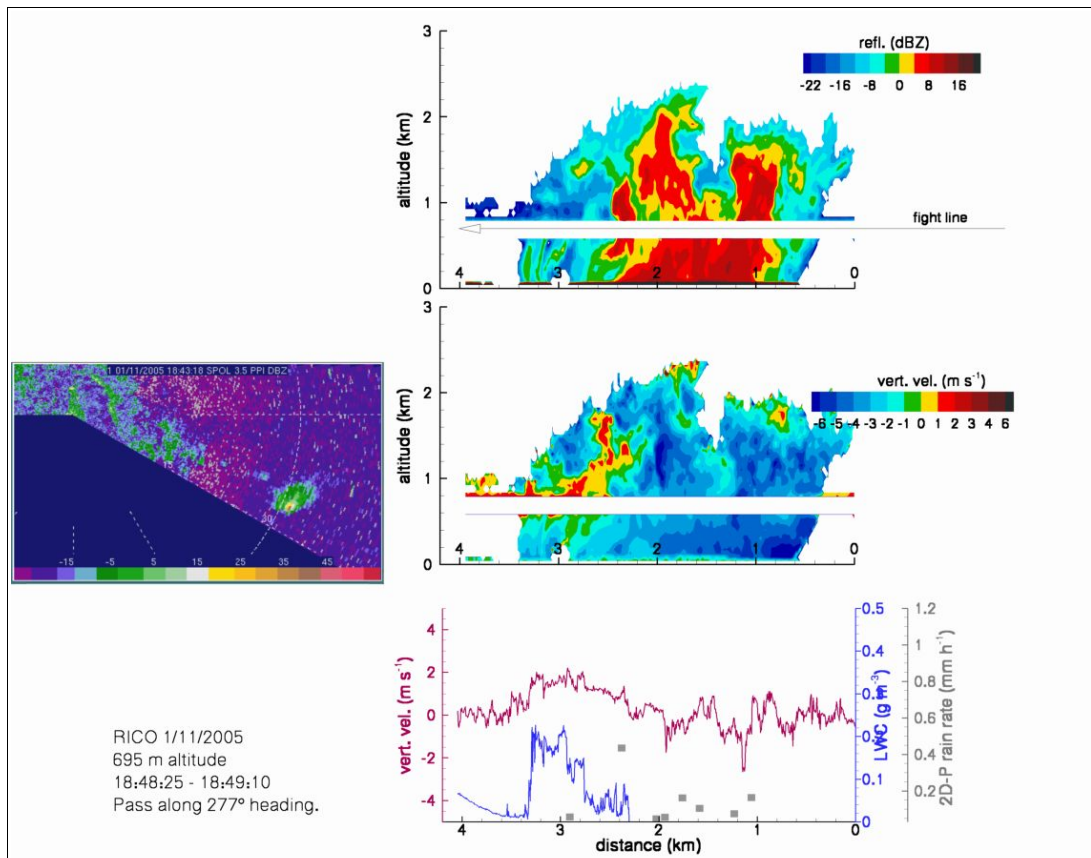 3
2
1
0
altitude (km)
refl. (dBZ)
-22 -16 -8 0 8 16
fight line
4 3 2 1 0
3
2
1
0
altitude (km)
vert. vel. (m s⁻¹)
-6 -5 -4 -3 -2 -1 0 1 2 3 4 5 6
4 3 2 1 0
1 01/11/2005 18:43:18 SPOL 3.5 PPI DBZ
-15 -5 5 15 25 35 45
RICO 1/11/2005
695 m altitude
18:48:25 - 18:49:10
Pass along 277° heading.
4
2
0
-2
-4
vert. vel. (m s⁻¹)
0.5
0.4
0.3
0.2
0.1
0
LWC (g m⁻³)
1.2
1
0.8
0.6
0.4
0.2
2D-P rain rate (mm h⁻¹)
4 3 2 1 0
distance (km)